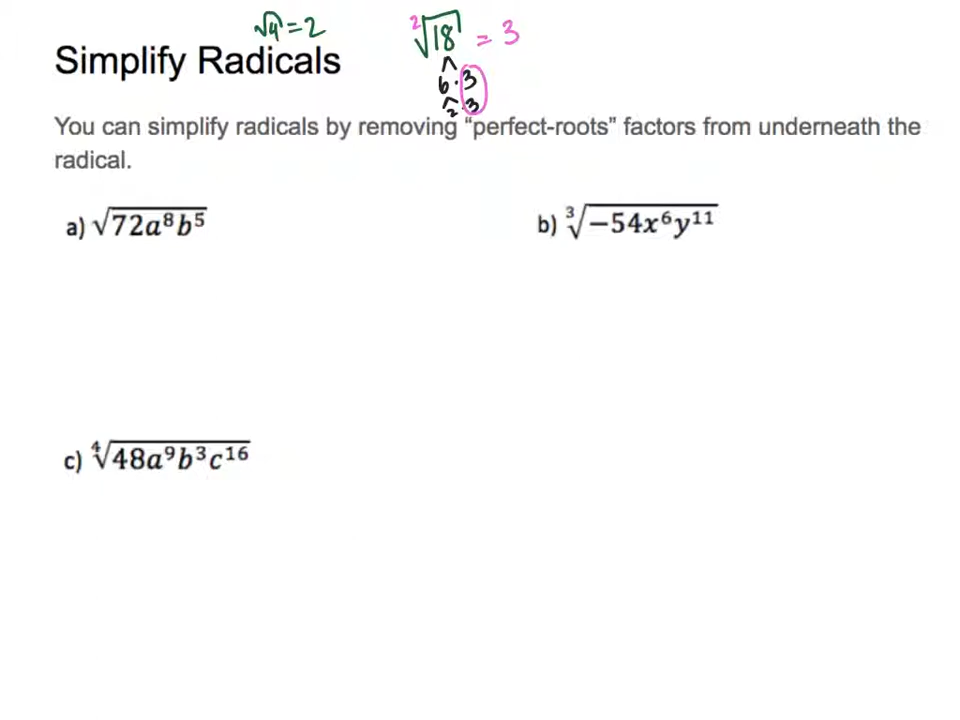 √4 = 2
²√18 = 3
Simplify Radicals
6 · 3
2 · 3
You can simplify radicals by removing “perfect-roots” factors from underneath the
radical.
a) √72a⁸b⁵
b) ³√−54x⁶y¹¹
c) ⁴√48a⁹b³c¹⁶